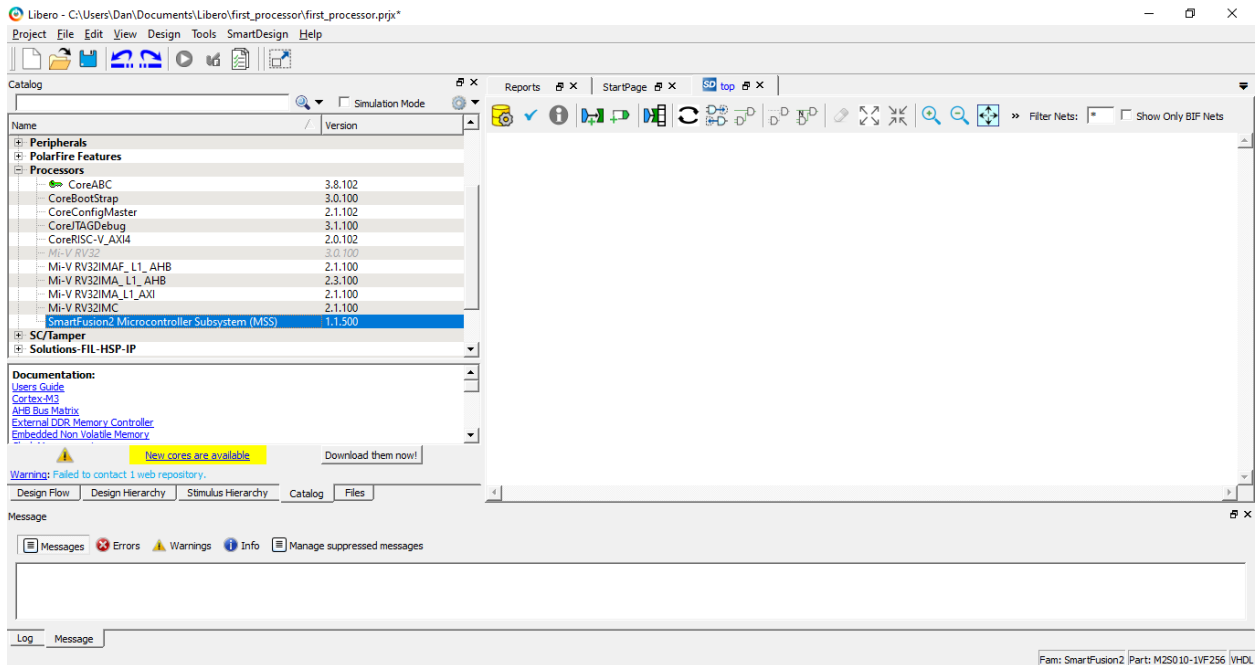 Libero - C:\Users\Dan\Documents\Libero\first_processor\first_processor.prjx*
Project File Edit View Design Tools SmartDesign Help
Catalog
Simulation Mode
Name Version
Peripherals
PolarFire Features
Processors
CoreABC 3.8.102
CoreBootStrap 3.0.100
CoreConfigMaster 2.1.102
CoreJTAGDebug 3.1.100
CoreRISC-V_AXI4 2.0.102
Mi-V RV32 3.0.100
Mi-V RV32IMAF_ L1_ AHB 2.1.100
Mi-V RV32IMA_ L1_ AHB 2.3.100
Mi-V RV32IMA_L1_AXI 2.1.100
Mi-V RV32IMC 2.1.100
SmartFusion2 Microcontroller Subsystem (MSS) 1.1.500
SC/Tamper
Solutions-FIL-HSP-IP
Documentation:
Users Guide
Cortex-M3
AHB Bus Matrix
External DDR Memory Controller
Embedded Non Volatile Memory
New cores are available Download them now!
Warning: Failed to contact 1 web repository.
Design Flow Design Hierarchy Stimulus Hierarchy Catalog Files
Reports StartPage SD top
» Filter Nets: * Show Only BIF Nets
Message
Messages Errors Warnings Info Manage suppressed messages
Log Message
Fam: SmartFusion2 Part: M2S010-1VF256 VHDL